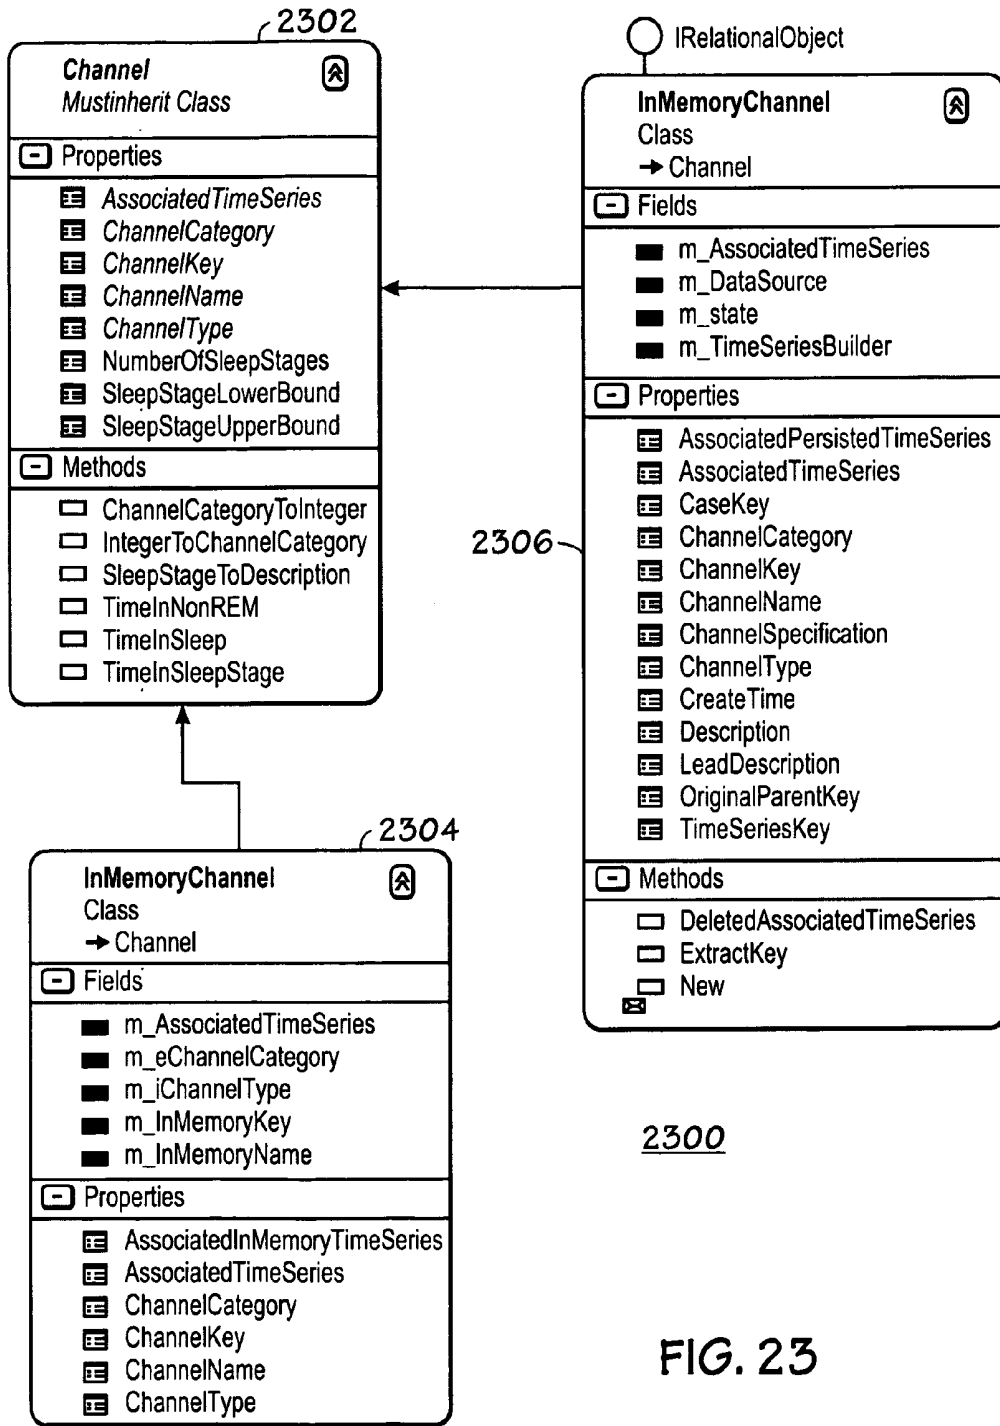 2302
Channel
Mustinherit Class
Properties
AssociatedTimeSeries
ChannelCategory
ChannelKey
ChannelName
ChannelType
NumberOfSleepStages
SleepStageLowerBound
SleepStageUpperBound
Methods
ChannelCategoryToInteger
IntegerToChannelCategory
SleepStageToDescription
TimeInNonREM
TimeInSleep
TimeInSleepStage
2304
InMemoryChannel
Class
→ Channel
Fields
m_AssociatedTimeSeries
m_eChannelCategory
m_iChannelType
m_InMemoryKey
m_InMemoryName
Properties
AssociatedInMemoryTimeSeries
AssociatedTimeSeries
ChannelCategory
ChannelKey
ChannelName
ChannelType
IRelationalObject
InMemoryChannel
Class
→ Channel
Fields
m_AssociatedTimeSeries
m_DataSource
m_state
m_TimeSeriesBuilder
Properties
AssociatedPersistedTimeSeries
AssociatedTimeSeries
CaseKey
ChannelCategory
ChannelKey
ChannelName
ChannelSpecification
ChannelType
CreateTime
Description
LeadDescription
OriginalParentKey
TimeSeriesKey
2306
Methods
DeletedAssociatedTimeSeries
ExtractKey
New
2300
FIG. 23